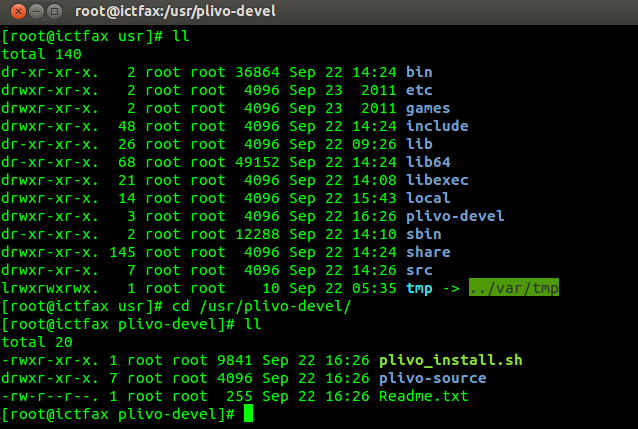 root@ictfax:/usr/plivo-devel
[root@ictfax usr]# ll
total 140
dr-xr-xr-x.   2 root root 36864 Sep 22 14:24 bin
drwxr-xr-x.   2 root root  4096 Sep 23  2011 etc
drwxr-xr-x.   2 root root  4096 Sep 23  2011 games
drwxr-xr-x.  48 root root  4096 Sep 22 14:24 include
dr-xr-xr-x.  26 root root  4096 Sep 22 09:26 lib
dr-xr-xr-x.  68 root root 49152 Sep 22 14:24 lib64
drwxr-xr-x.  21 root root  4096 Sep 22 14:08 libexec
drwxr-xr-x.  14 root root  4096 Sep 22 15:43 local
drwxr-xr-x.   3 root root  4096 Sep 22 16:26 plivo-devel
dr-xr-xr-x.   2 root root 12288 Sep 22 14:10 sbin
drwxr-xr-x. 145 root root  4096 Sep 22 14:24 share
drwxr-xr-x.   7 root root  4096 Sep 22 14:26 src
lrwxrwxrwx.   1 root root    10 Sep 22 05:35 tmp -> ../var/tmp
[root@ictfax usr]# cd /usr/plivo-devel/
[root@ictfax plivo-devel]# ll
total 20
-rwxr-xr-x. 1 root root 9841 Sep 22 16:26 plivo_install.sh
drwxr-xr-x. 7 root root 4096 Sep 22 16:26 plivo-source
-rw-r--r--. 1 root root  255 Sep 22 16:26 Readme.txt
[root@ictfax plivo-devel]#